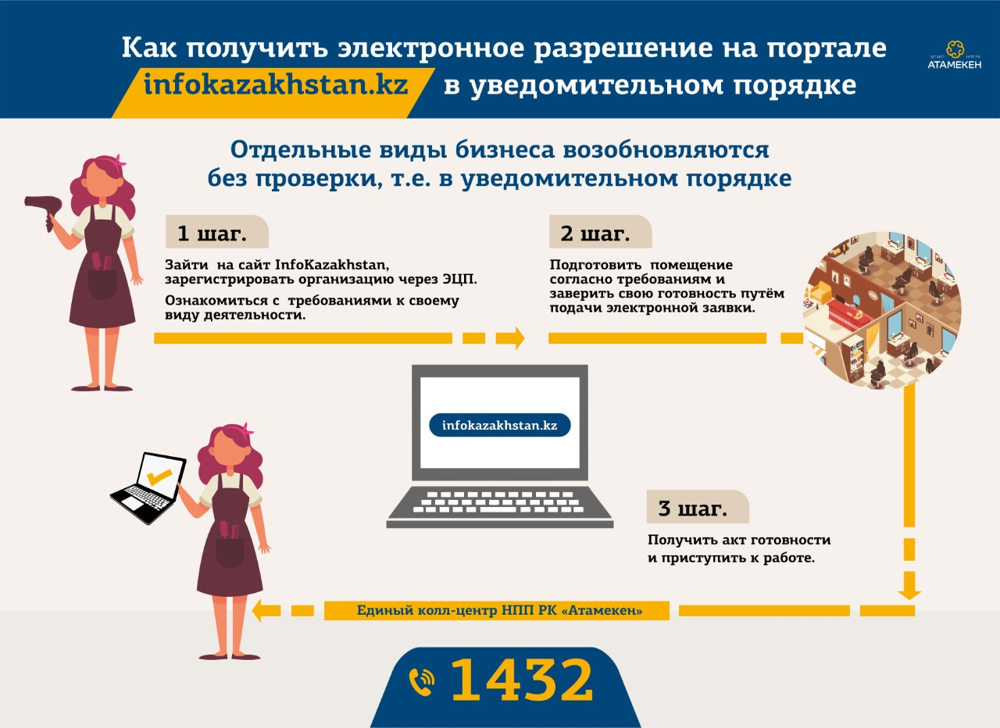 Как получить электронное разрешение на портале
infokazakhstan.kz в уведомительном порядке
АТАМЕКЕН
Отдельные виды бизнеса возобновляются
без проверки, т.е. в уведомительном порядке
1 шаг.
Зайти на сайт InfoKazakhstan,
зарегистрировать организацию через ЭЦП.
Ознакомиться с требованиями к своему
виду деятельности.
2 шаг.
Подготовить помещение
согласно требованиям и
заверить свою готовность путём
подачи электронной заявки.
infokazakhstan.kz
3 шаг.
Получить акт готовности
и приступить к работе.
Единый колл-центр НПП РК «Атамекен»
1432